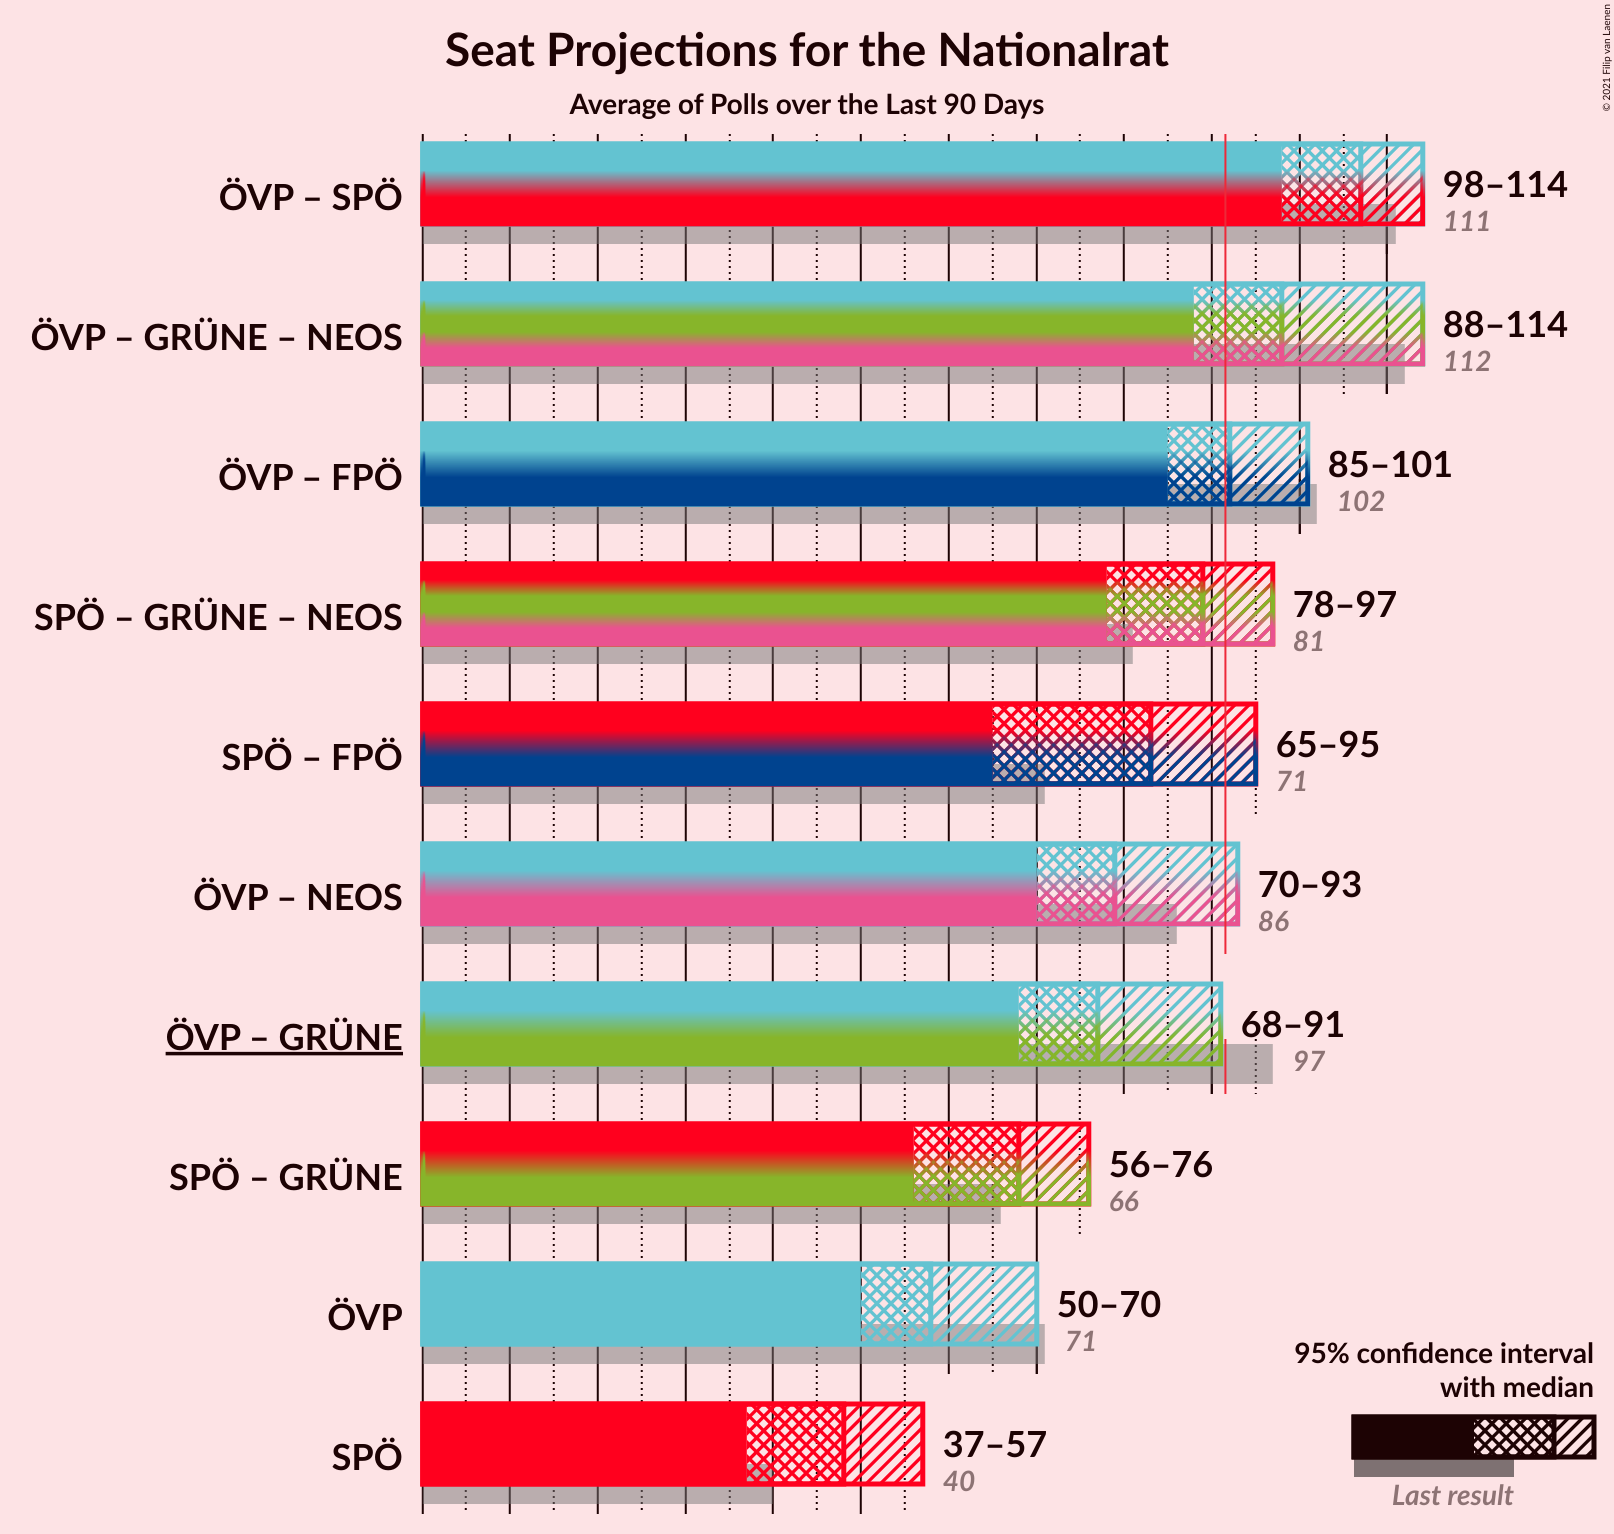 Seat Projections for the Nationalrat
Average of Polls over the Last 90 Days
© 2021 Filip van Laenen
ÖVP – SPÖ
98–114
111
ÖVP – GRÜNE – NEOS
88–114
112
ÖVP – FPÖ
85–101
102
SPÖ – GRÜNE – NEOS
78–97
81
SPÖ – FPÖ
65–95
71
ÖVP – NEOS
70–93
86
ÖVP – GRÜNE
68–91
97
SPÖ – GRÜNE
56–76
66
ÖVP
50–70
71
SPÖ
37–57
40
95% confidence interval
with median
Last result